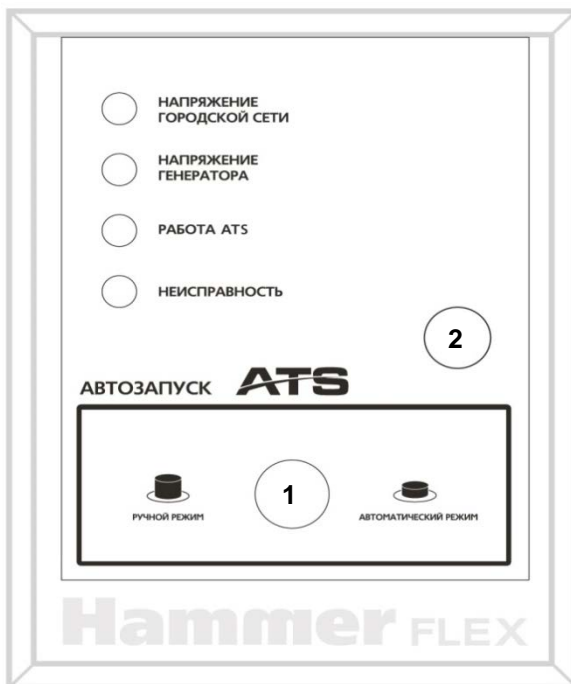 НАПРЯЖЕНИЕ
ГОРОДСКОЙ СЕТИ
НАПРЯЖЕНИЕ
ГЕНЕРАТОРА
РАБОТА ATS
НЕИСПРАВНОСТЬ
2
АВТОЗАПУСК ATS
1
РУЧНОЙ РЕЖИМ
АВТОМАТИЧЕСКИЙ РЕЖИМ
Hammer FLEX